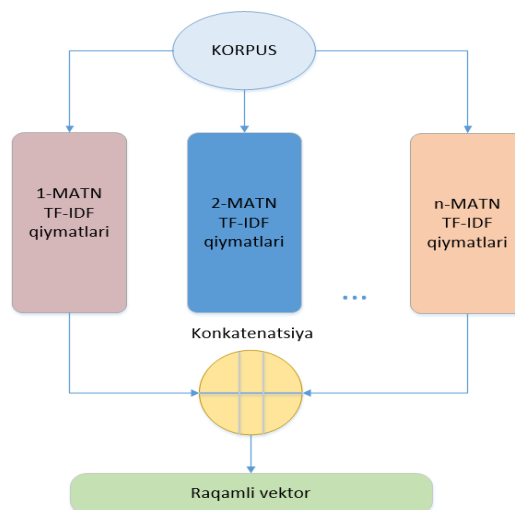 KORPUS
1-MATN
TF-IDF
qiymatlari
2-MATN
TF-IDF
qiymatlari
...
n-MATN
TF-IDF
qiymatlari
Konkatenatsiya
Raqamli vektor